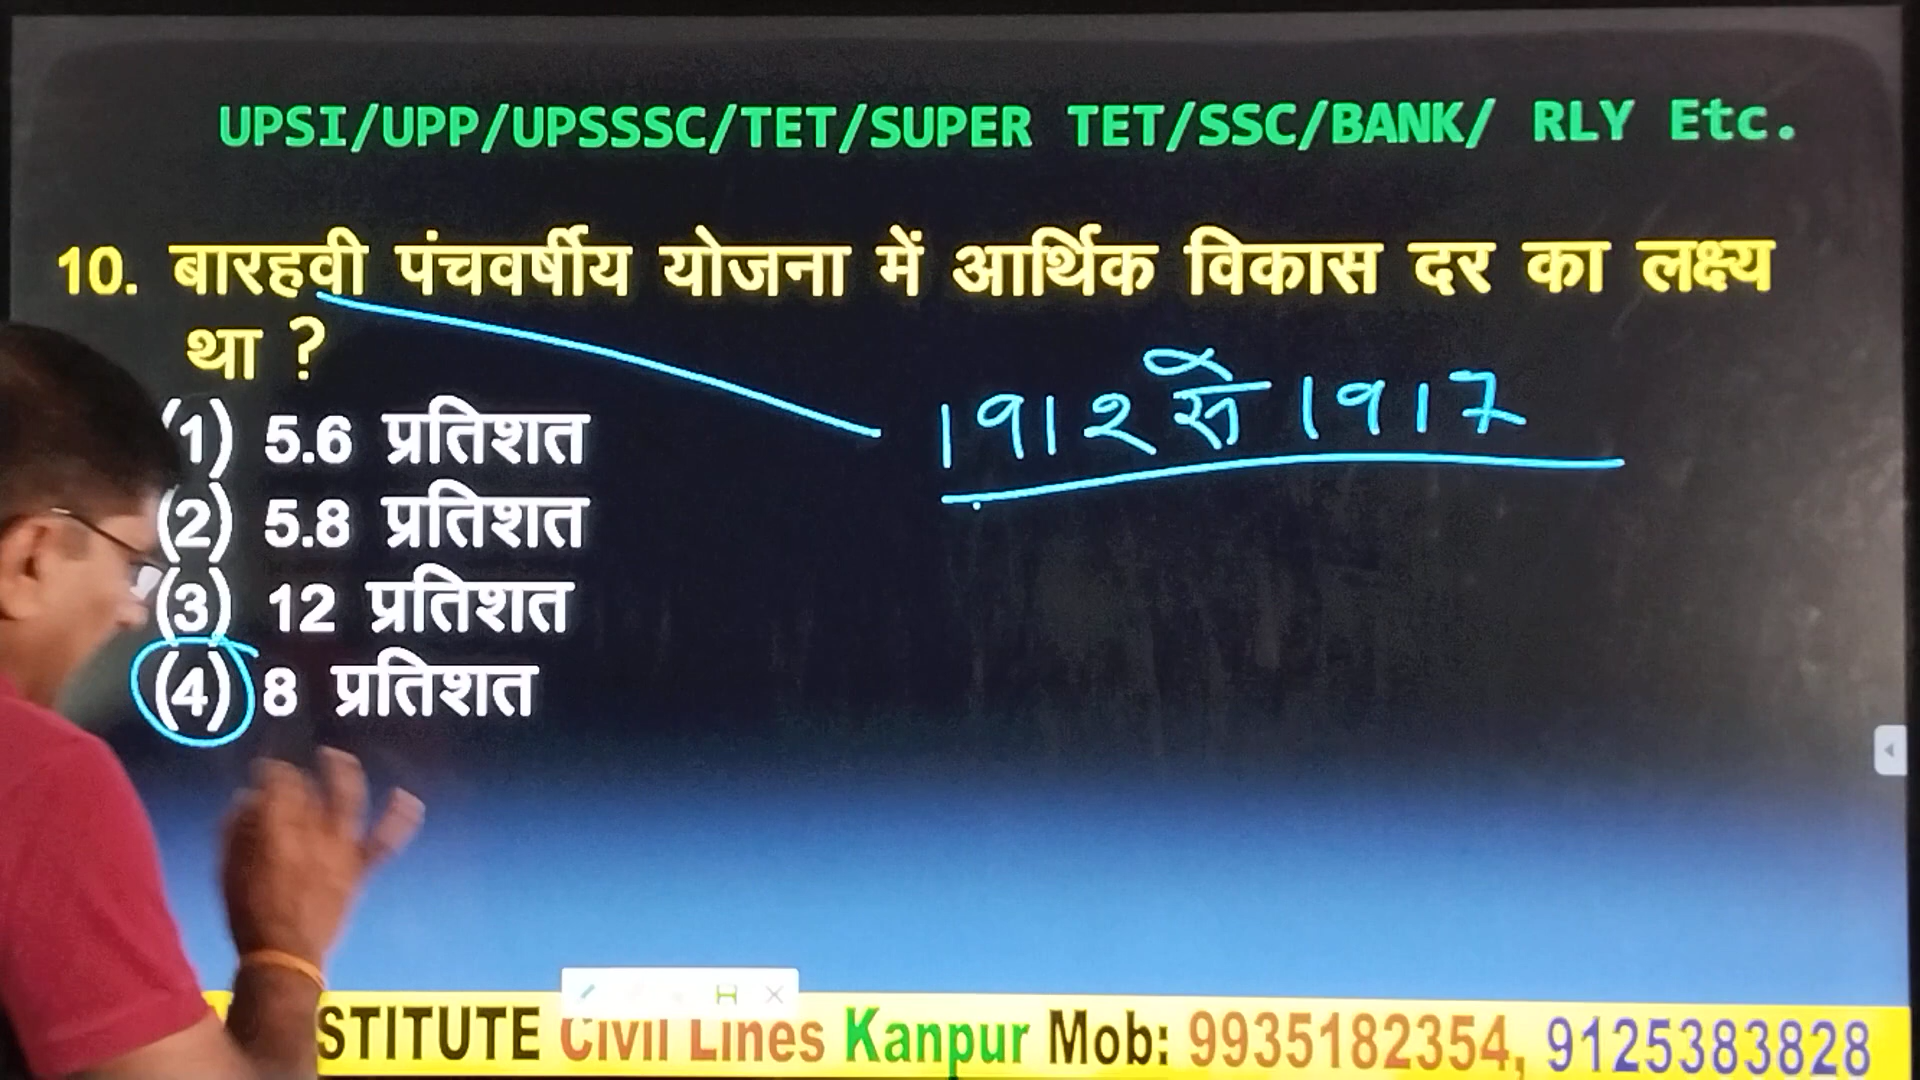 UPSI/UPP/UPSSSC/TET/SUPER TET/SSC/BANK/ RLY Etc.
10. बारहवी पंचवर्षीय योजना में आर्थिक विकास दर का लक्ष्य
था ?
1912 से 1917
(1) 5.6 प्रतिशत
(2) 5.8 प्रतिशत
(3) 12 प्रतिशत
(4) 8 प्रतिशत
STITUTE Civil Lines Kanpur Mob: 9935182354, 9125383828